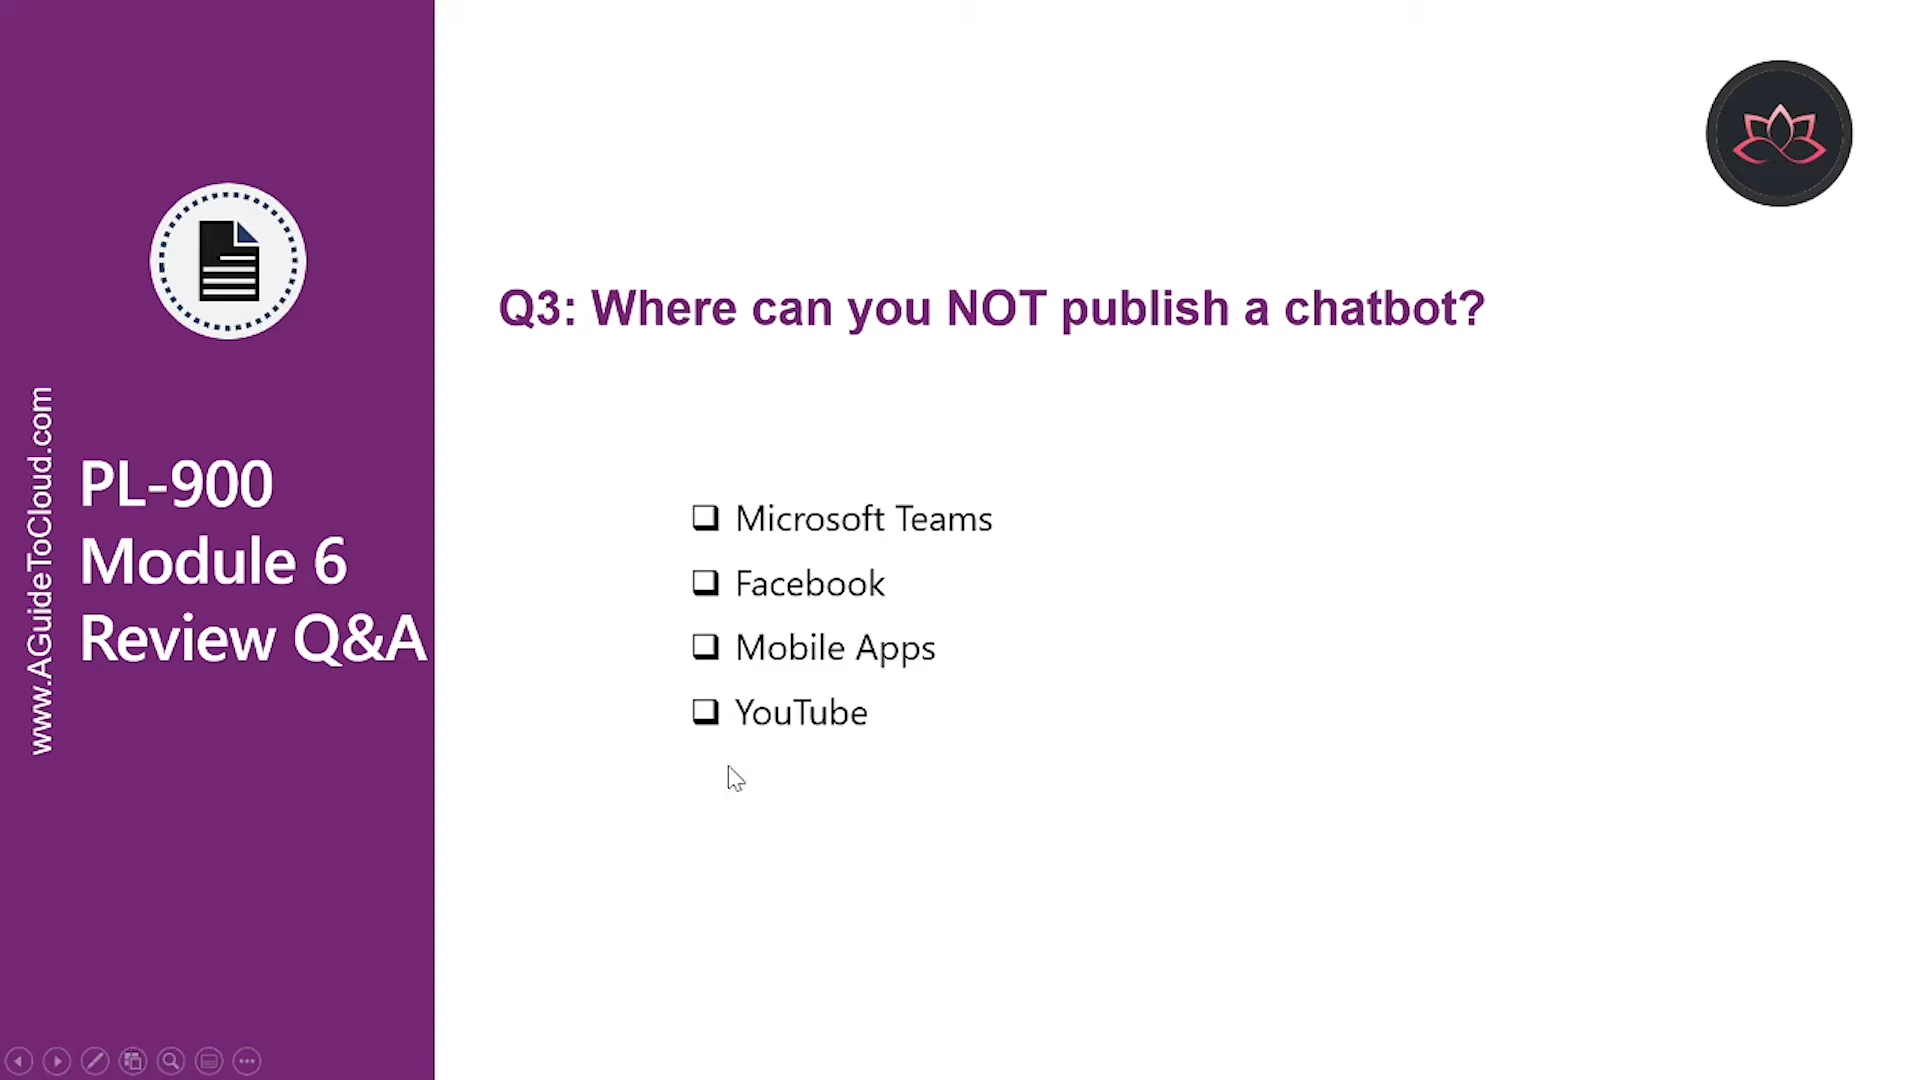 www.AGuideToCloud.com
PL-900
Module 6
Review Q&A
Q3: Where can you NOT publish a chatbot?
Microsoft Teams
Facebook
Mobile Apps
YouTube